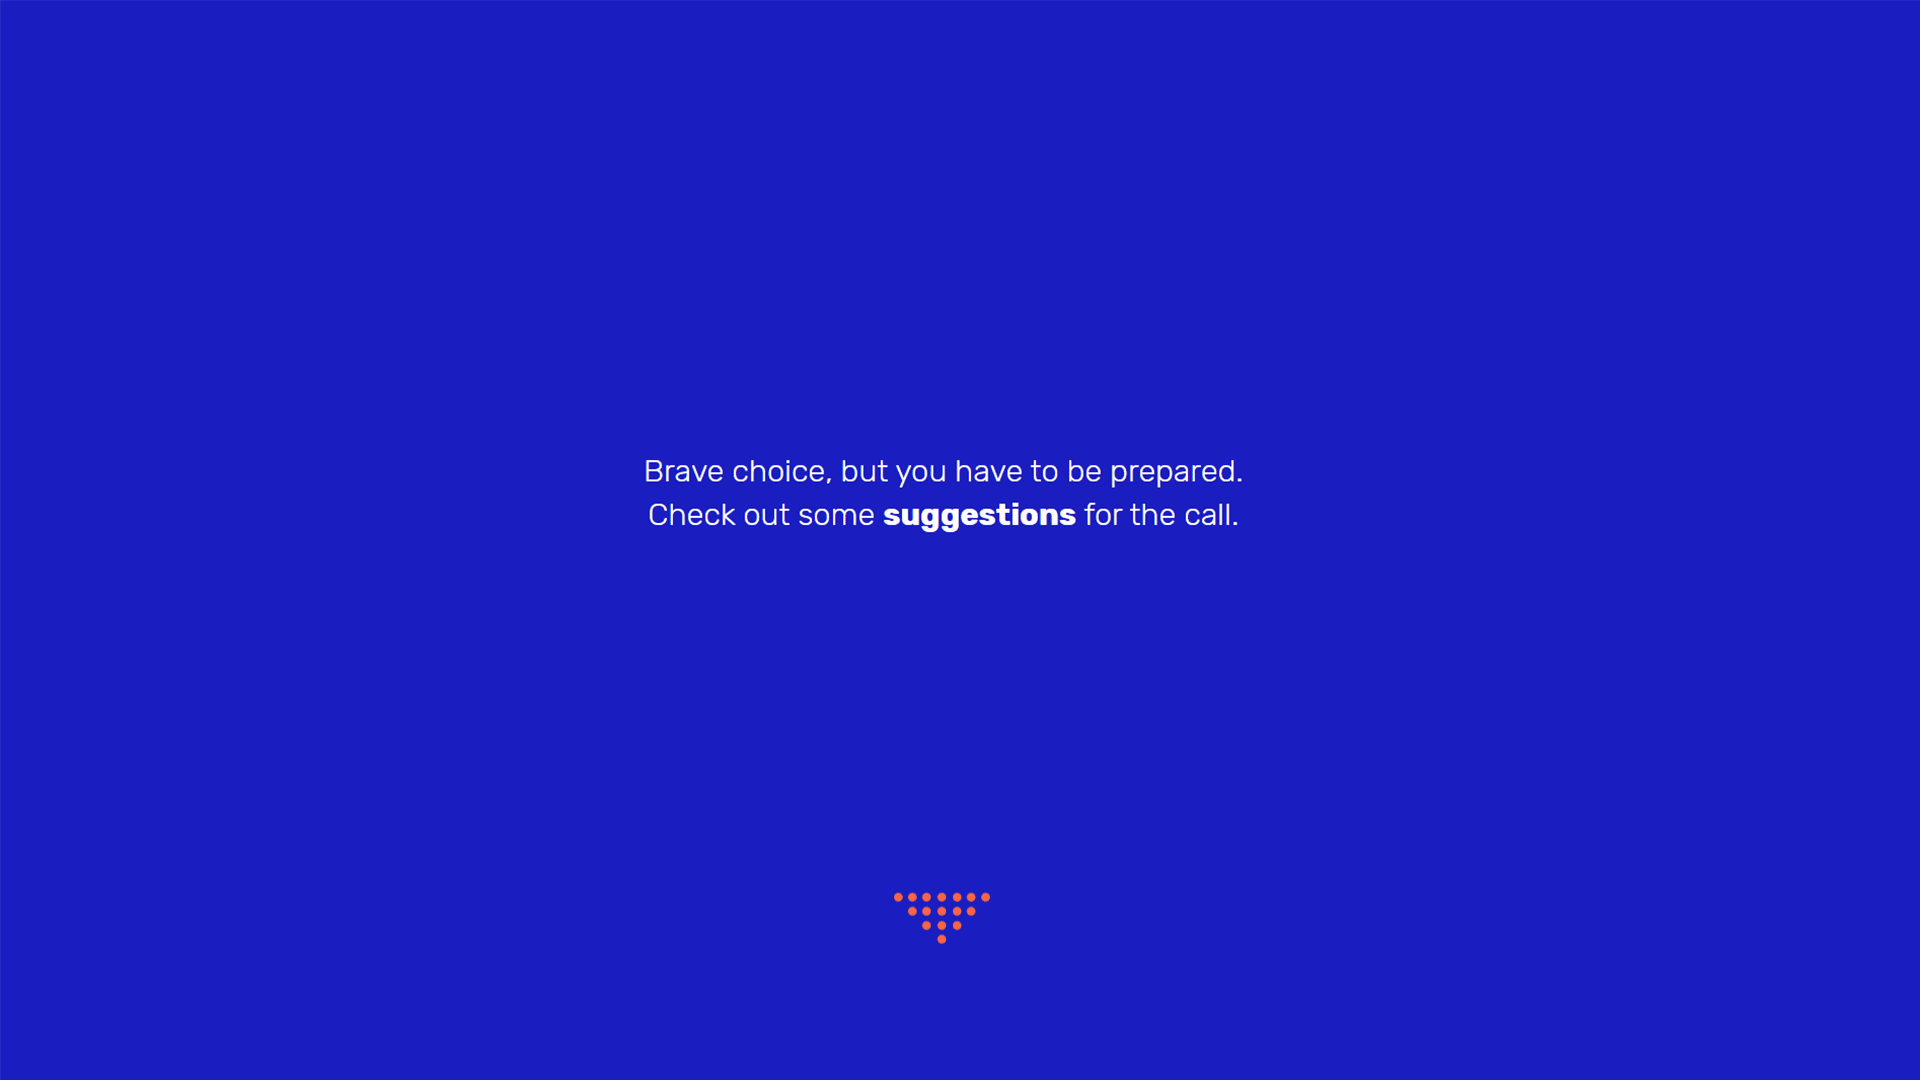 Brave choice, but you have to be prepared.
Check out some suggestions for the call.